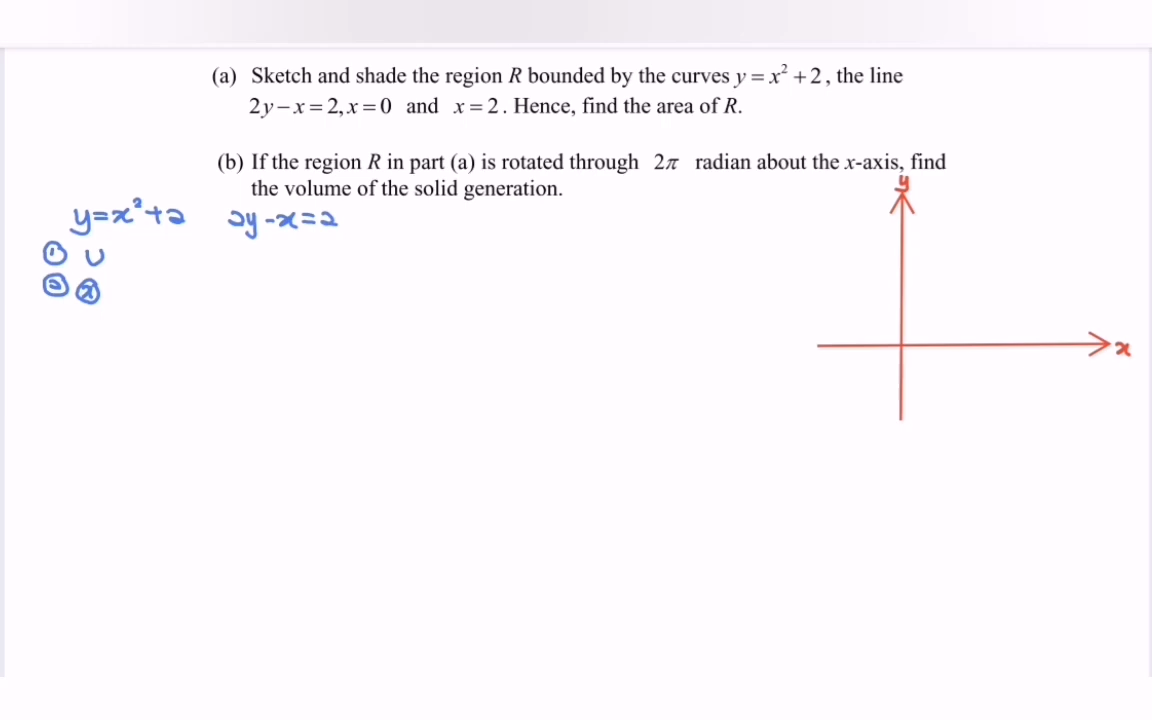 (a) Sketch and shade the region R bounded by the curves y = x² + 2, the line
2y − x = 2, x = 0 and x = 2. Hence, find the area of R.
(b) If the region R in part (a) is rotated through 2π radian about the x-axis, find
the volume of the solid generation.
y
y=x²+2 2y-x=2
① ∪
②
x